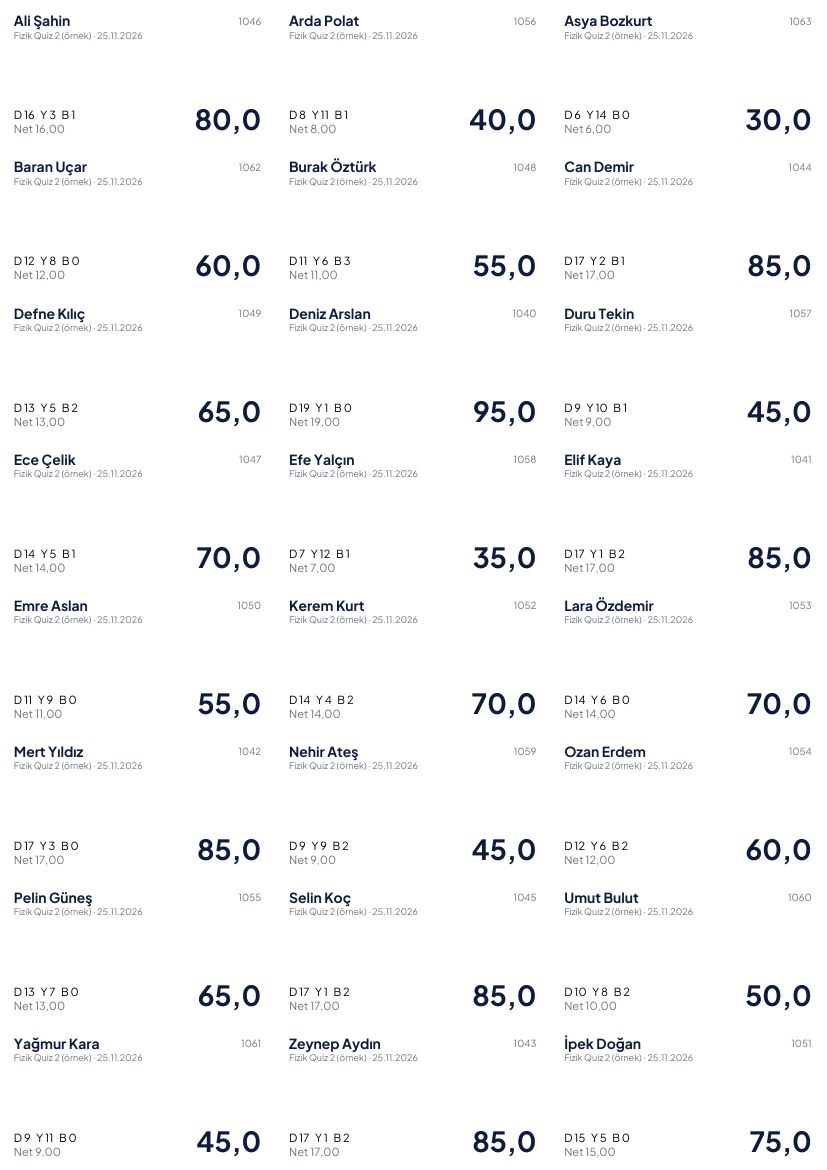 Ali Şahin 1046
Fizik Quiz 2 (örnek) · 25.11.2026
D16 Y3 B1
Net 16,00
80,0
Arda Polat 1056
Fizik Quiz 2 (örnek) · 25.11.2026
D8 Y11 B1
Net 8,00
40,0
Asya Bozkurt 1063
Fizik Quiz 2 (örnek) · 25.11.2026
D6 Y14 B0
Net 6,00
30,0
Baran Uçar 1062
Fizik Quiz 2 (örnek) · 25.11.2026
D12 Y8 B0
Net 12,00
60,0
Burak Öztürk 1048
Fizik Quiz 2 (örnek) · 25.11.2026
D11 Y6 B3
Net 11,00
55,0
Can Demir 1044
Fizik Quiz 2 (örnek) · 25.11.2026
D17 Y2 B1
Net 17,00
85,0
Defne Kılıç 1049
Fizik Quiz 2 (örnek) · 25.11.2026
D13 Y5 B2
Net 13,00
65,0
Deniz Arslan 1040
Fizik Quiz 2 (örnek) · 25.11.2026
D19 Y1 B0
Net 19,00
95,0
Duru Tekin 1057
Fizik Quiz 2 (örnek) · 25.11.2026
D9 Y10 B1
Net 9,00
45,0
Ece Çelik 1047
Fizik Quiz 2 (örnek) · 25.11.2026
D14 Y5 B1
Net 14,00
70,0
Efe Yalçın 1058
Fizik Quiz 2 (örnek) · 25.11.2026
D7 Y12 B1
Net 7,00
35,0
Elif Kaya 1041
Fizik Quiz 2 (örnek) · 25.11.2026
D17 Y1 B2
Net 17,00
85,0
Emre Aslan 1050
Fizik Quiz 2 (örnek) · 25.11.2026
D11 Y9 B0
Net 11,00
55,0
Kerem Kurt 1052
Fizik Quiz 2 (örnek) · 25.11.2026
D14 Y4 B2
Net 14,00
70,0
Lara Özdemir 1053
Fizik Quiz 2 (örnek) · 25.11.2026
D14 Y6 B0
Net 14,00
70,0
Mert Yıldız 1042
Fizik Quiz 2 (örnek) · 25.11.2026
D17 Y3 B0
Net 17,00
85,0
Nehir Ateş 1059
Fizik Quiz 2 (örnek) · 25.11.2026
D9 Y9 B2
Net 9,00
45,0
Ozan Erdem 1054
Fizik Quiz 2 (örnek) · 25.11.2026
D12 Y6 B2
Net 12,00
60,0
Pelin Güneş 1055
Fizik Quiz 2 (örnek) · 25.11.2026
D13 Y7 B0
Net 13,00
65,0
Selin Koç 1045
Fizik Quiz 2 (örnek) · 25.11.2026
D17 Y1 B2
Net 17,00
85,0
Umut Bulut 1060
Fizik Quiz 2 (örnek) · 25.11.2026
D10 Y8 B2
Net 10,00
50,0
Yağmur Kara 1061
Fizik Quiz 2 (örnek) · 25.11.2026
D9 Y11 B0
Net 9,00
45,0
Zeynep Aydın 1043
Fizik Quiz 2 (örnek) · 25.11.2026
D17 Y1 B2
Net 17,00
85,0
İpek Doğan 1051
Fizik Quiz 2 (örnek) · 25.11.2026
D15 Y5 B0
Net 15,00
75,0